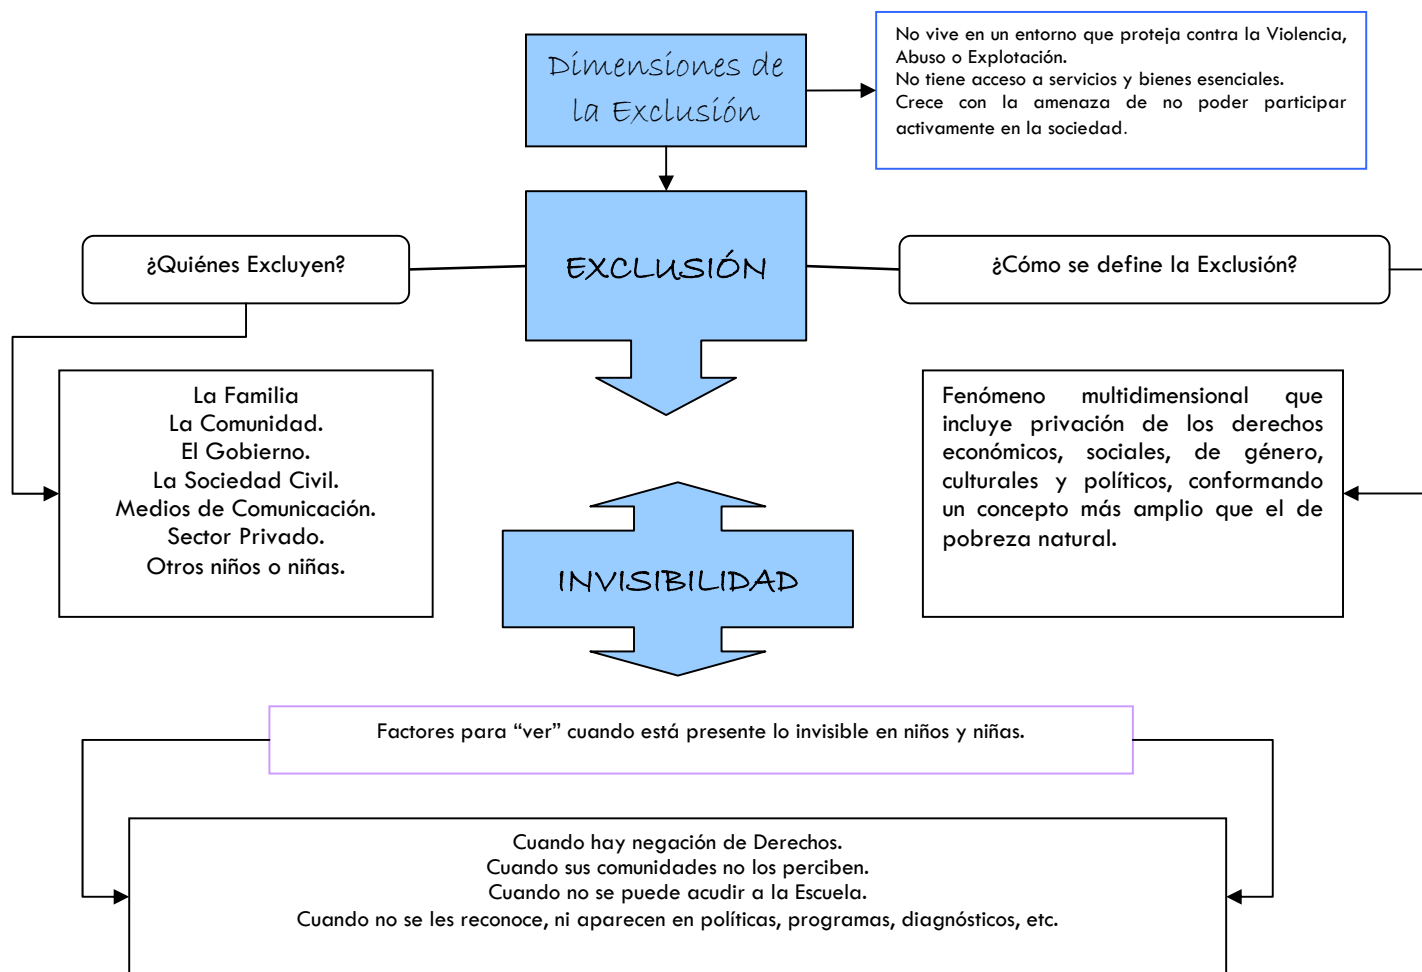 Dimensiones de
la Exclusión
No vive en un entorno que proteja contra la Violencia,
Abuso o Explotación.
No tiene acceso a servicios y bienes esenciales.
Crece con la amenaza de no poder participar
activamente en la sociedad.
¿Quiénes Excluyen?
EXCLUSIÓN
¿Cómo se define la Exclusión?
La Familia
La Comunidad.
El Gobierno.
La Sociedad Civil.
Medios de Comunicación.
Sector Privado.
Otros niños o niñas.
Fenómeno multidimensional que
incluye privación de los derechos
económicos, sociales, de género,
culturales y políticos, conformando
un concepto más amplio que el de
pobreza natural.
INVISIBILIDAD
Factores para “ver” cuando está presente lo invisible en niños y niñas.
Cuando hay negación de Derechos.
Cuando sus comunidades no los perciben.
Cuando no se puede acudir a la Escuela.
Cuando no se les reconoce, ni aparecen en políticas, programas, diagnósticos, etc.